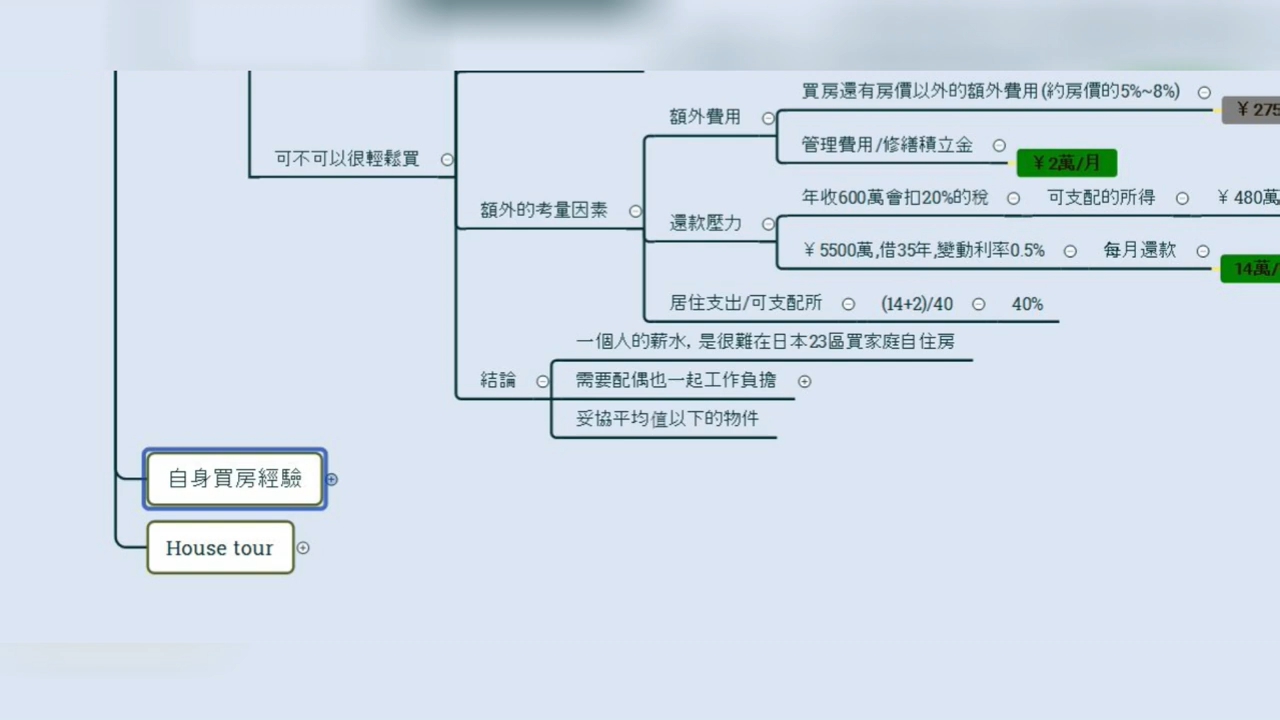 買房還有房價以外的額外費用(約房價的5%~8%)
¥ 275
額外費用
管理費用/修繕積立金
¥ 2萬/月
可不可以很輕鬆買
額外的考量因素
年收600萬會扣20%的稅
可支配的所得
¥ 480萬
還款壓力
¥ 5500萬,借35年,變動利率0.5%
每月還款
14萬/
居住支出/可支配所
(14+2)/40
40%
一個人的薪水, 是很難在日本23區買家庭自住房
結論
需要配偶也一起工作負擔
妥協平均值以下的物件
自身買房經驗
House tour